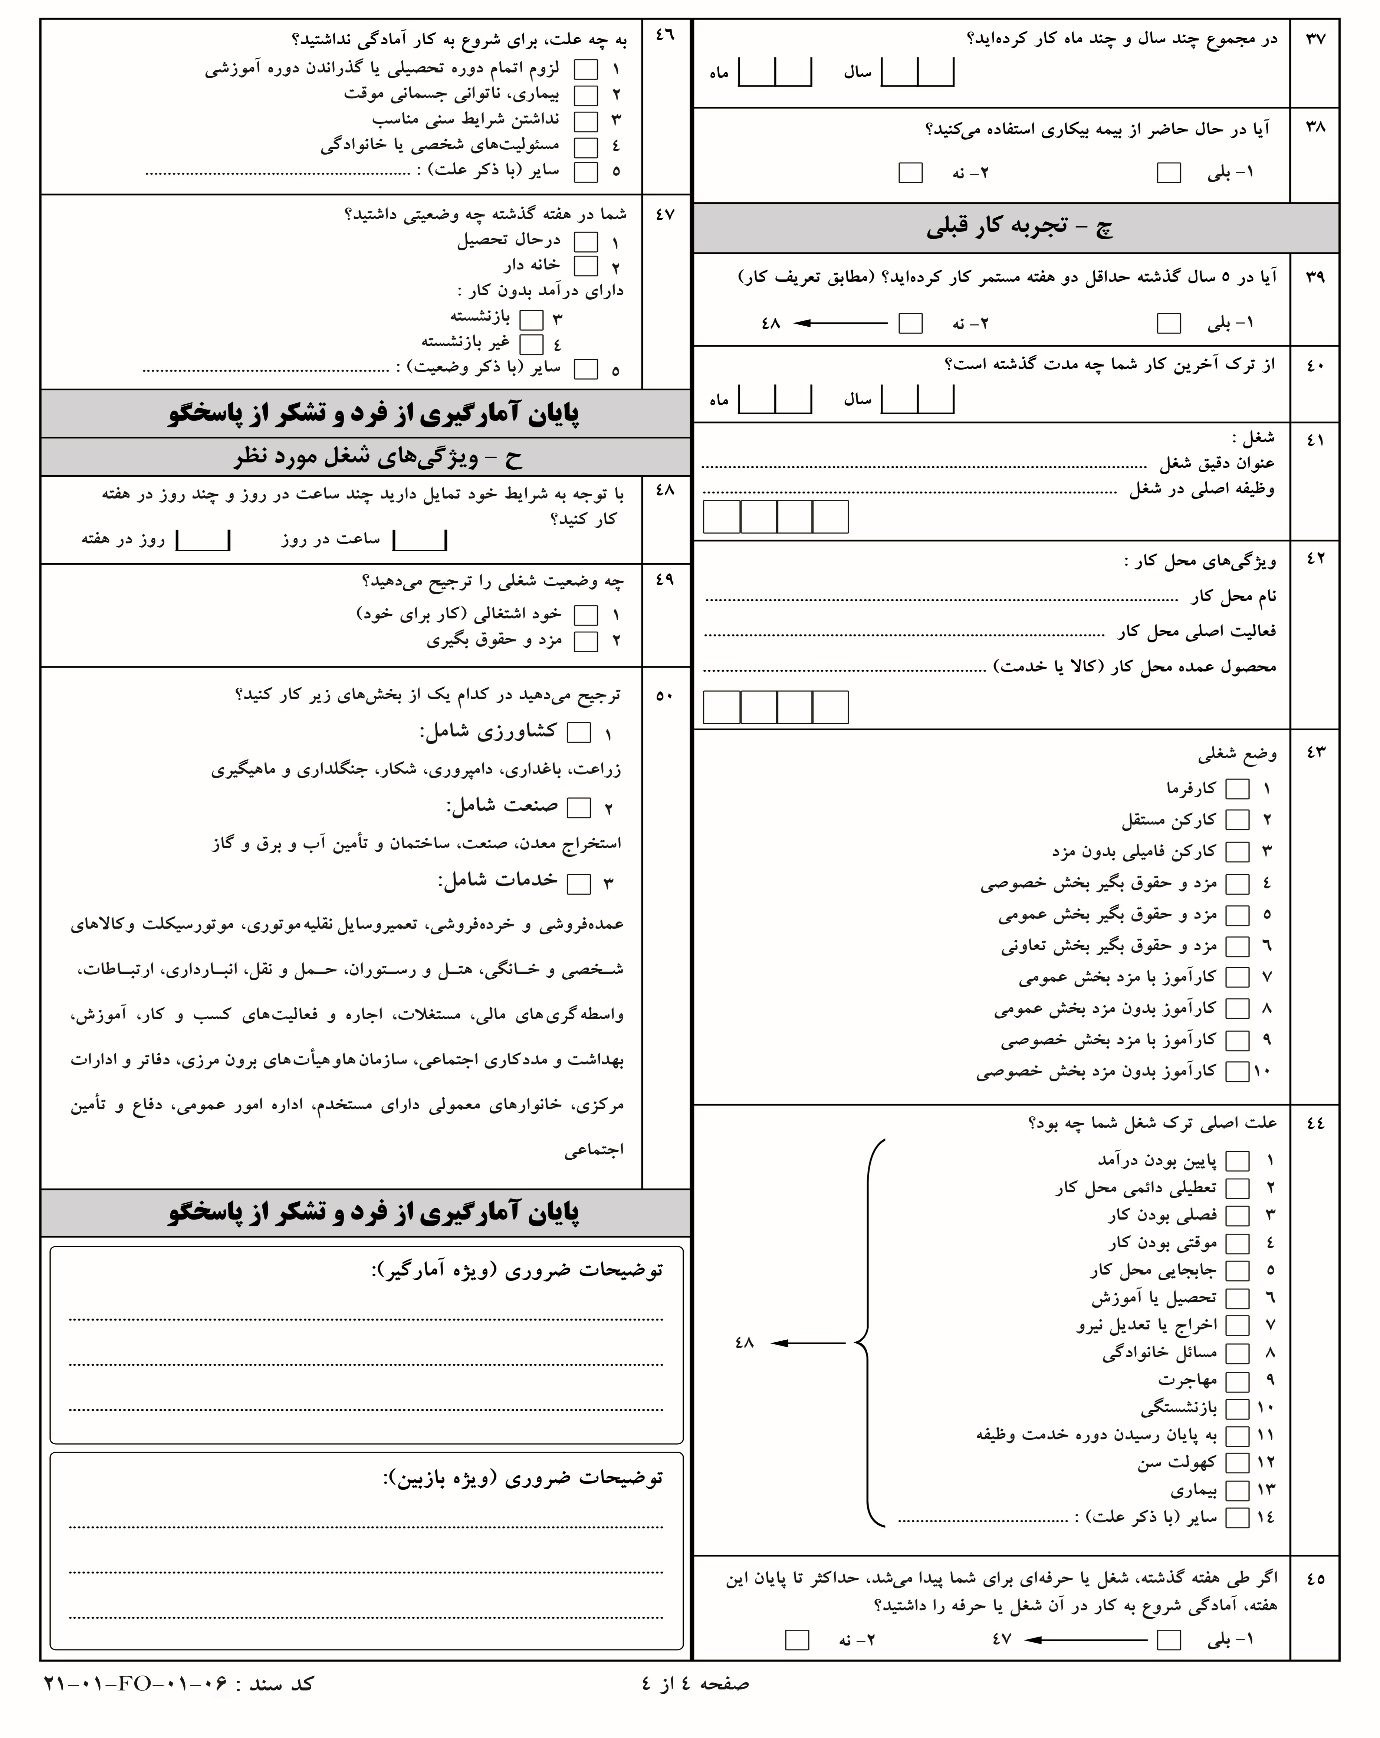 ۳۷ در مجموع چند سال و چند ماه کار کرده‌اید؟
سال ماه
۳۸ آیا در حال حاضر از بیمه بیکاری استفاده می‌کنید؟
۱- بلی ۲- نه
چ - تجربه کار قبلی
۳۹ آیا در ۵ سال گذشته حداقل دو هفته مستمر کار کرده‌اید؟ (مطابق تعریف کار)
۱- بلی ۲- نه ۴۸
۴۰ از ترک آخرین کار شما چه مدت گذشته است؟
سال ماه
۴۱ شغل :
عنوان دقیق شغل ................................
وظیفه اصلی در شغل ................................
۴۲ ویژگی‌های محل کار :
نام محل کار ................................
فعالیت اصلی محل کار ................................
محصول عمده محل کار (کالا یا خدمت) ................................
۴۳ وضع شغلی
۱ کارفرما
۲ کارکن مستقل
۳ کارکن فامیلی بدون مزد
۴ مزد و حقوق بگیر بخش خصوصی
۵ مزد و حقوق بگیر بخش عمومی
۶ مزد و حقوق بگیر بخش تعاونی
۷ کارآموز با مزد بخش عمومی
۸ کارآموز بدون مزد بخش عمومی
۹ کارآموز با مزد بخش خصوصی
۱۰ کارآموز بدون مزد بخش خصوصی
۴۴ علت اصلی ترک شغل شما چه بود؟
۱ پایین بودن درآمد
۲ تعطیلی دائمی محل کار
۳ فصلی بودن کار
۴ موقتی بودن کار
۵ جابجایی محل کار
۶ تحصیل یا آموزش
۷ اخراج یا تعدیل نیرو
۸ مسائل خانوادگی
۹ مهاجرت
۱۰ بازنشستگی
۱۱ به پایان رسیدن دوره خدمت وظیفه
۱۲ کهولت سن
۱۳ بیماری
۱۴ سایر (با ذکر علت) : ................................
۴۸
۴۵ اگر طی هفته گذشته، شغل یا حرفه‌ای برای شما پیدا می‌شد، حداکثر تا پایان این
هفته، آمادگی شروع به کار در آن شغل یا حرفه را داشتید؟
۱- بلی ۴۷ ۲- نه
۴۶ به چه علت، برای شروع به کار آمادگی نداشتید؟
۱ لزوم اتمام دوره تحصیلی یا گذراندن دوره آموزشی
۲ بیماری، ناتوانی جسمانی موقت
۳ نداشتن شرایط سنی مناسب
۴ مسئولیت‌های شخصی یا خانوادگی
۵ سایر (با ذکر علت) : ................................
۴۷ شما در هفته گذشته چه وضعیتی داشتید؟
۱ درحال تحصیل
۲ خانه دار
دارای درآمد بدون کار :
۳ بازنشسته
۴ غیر بازنشسته
۵ سایر (با ذکر وضعیت) : ................................
پایان آمارگیری از فرد و تشکر از پاسخگو
ح - ویژگی‌های شغل مورد نظر
۴۸ با توجه به شرایط خود تمایل دارید چند ساعت در روز و چند روز در هفته
کار کنید؟
ساعت در روز روز در هفته
۴۹ چه وضعیت شغلی را ترجیح می‌دهید؟
۱ خود اشتغالی (کار برای خود)
۲ مزد و حقوق بگیری
۵۰ ترجیح می‌دهید در کدام یک از بخش‌های زیر کار کنید؟
۱ کشاورزی شامل:
زراعت، باغداری، دامپروری، شکار، جنگلداری و ماهیگیری
۲ صنعت شامل:
استخراج معدن، صنعت، ساختمان و تأمین آب و برق و گاز
۳ خدمات شامل:
عمده‌فروشی و خرده‌فروشی، تعمیروسایل نقلیه موتوری، موتورسیکلت وکالاهای
شخصی و خانگی، هتل و رستوران، حمل و نقل، انبارداری، ارتباطات،
واسطه گری‌های مالی، مستغلات، اجاره و فعالیت‌های کسب و کار، آموزش،
بهداشت و مددکاری اجتماعی، سازمان‌هاوهیأت‌های برون مرزی، دفاتر و ادارات
مرکزی، خانوارهای معمولی دارای مستخدم، اداره امور عمومی، دفاع و تأمین
اجتماعی
پایان آمارگیری از فرد و تشکر از پاسخگو
توضیحات ضروری (ویژه آمارگیر):
................................
................................
................................
توضیحات ضروری (ویژه بازبین):
................................
................................
................................
صفحه ۴ از ۴
کد سند : ۲۱-۰۱-FO-۰۱-۰۶